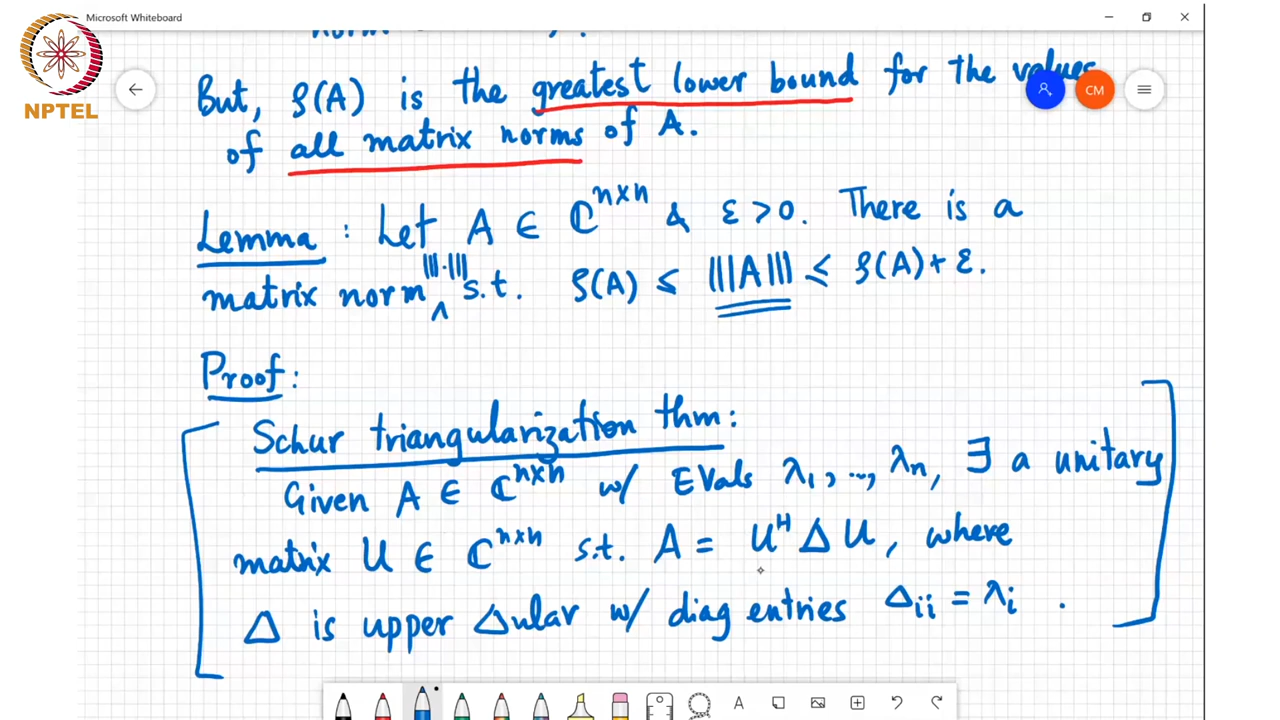 Microsoft Whiteboard
NPTEL
CM
But, ρ(A) is the greatest lower bound for the values
of all matrix norms of A.
Lemma : Let A ∈ ℂ^{n×n} & ε > 0. There is a
matrix norm |||·||| s.t. ρ(A) ≤ |||A||| ≤ ρ(A) + ε.
Proof:
Schur triangularization thm:
Given A ∈ ℂ^{n×n} w/ EVals λ₁, ..., λₙ, ∃ a unitary
matrix U ∈ ℂ^{n×n} s.t. A = U^H Δ U, where
Δ is upper Δular w/ diag entries Δᵢᵢ = λᵢ .
A